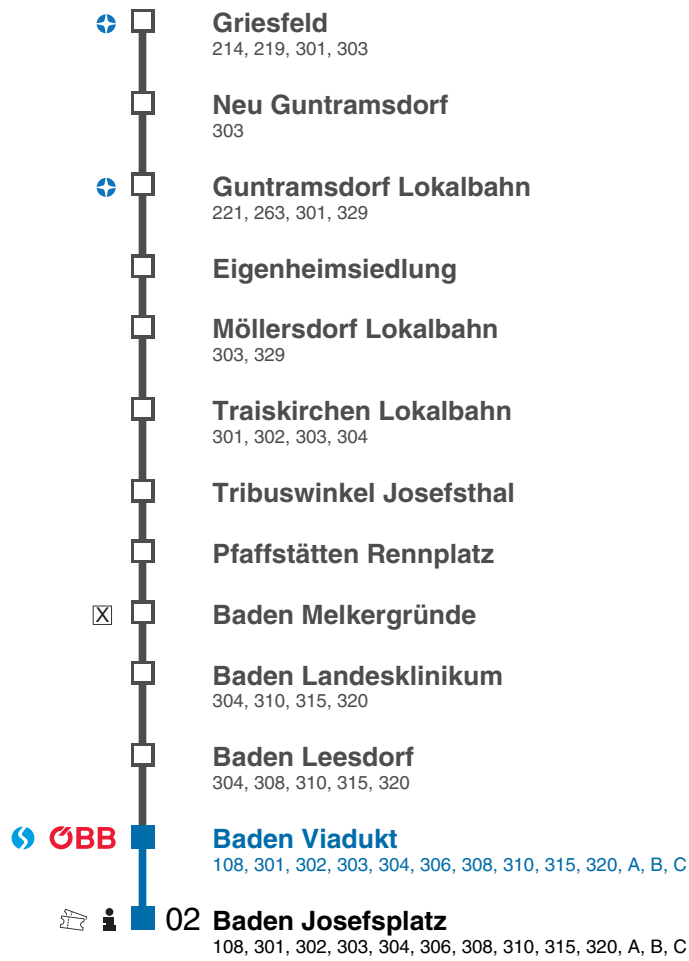 Griesfeld
214, 219, 301, 303
Neu Guntramsdorf
303
Guntramsdorf Lokalbahn
221, 263, 301, 329
Eigenheimsiedlung
Möllersdorf Lokalbahn
303, 329
Traiskirchen Lokalbahn
301, 302, 303, 304
Tribuswinkel Josefsthal
Pfaffstätten Rennplatz
X Baden Melkergründe
Baden Landesklinikum
304, 310, 315, 320
Baden Leesdorf
304, 308, 310, 315, 320
ÖBB Baden Viadukt
108, 301, 302, 303, 304, 306, 308, 310, 315, 320, A, B, C
i 02 Baden Josefsplatz
108, 301, 302, 303, 304, 306, 308, 310, 315, 320, A, B, C